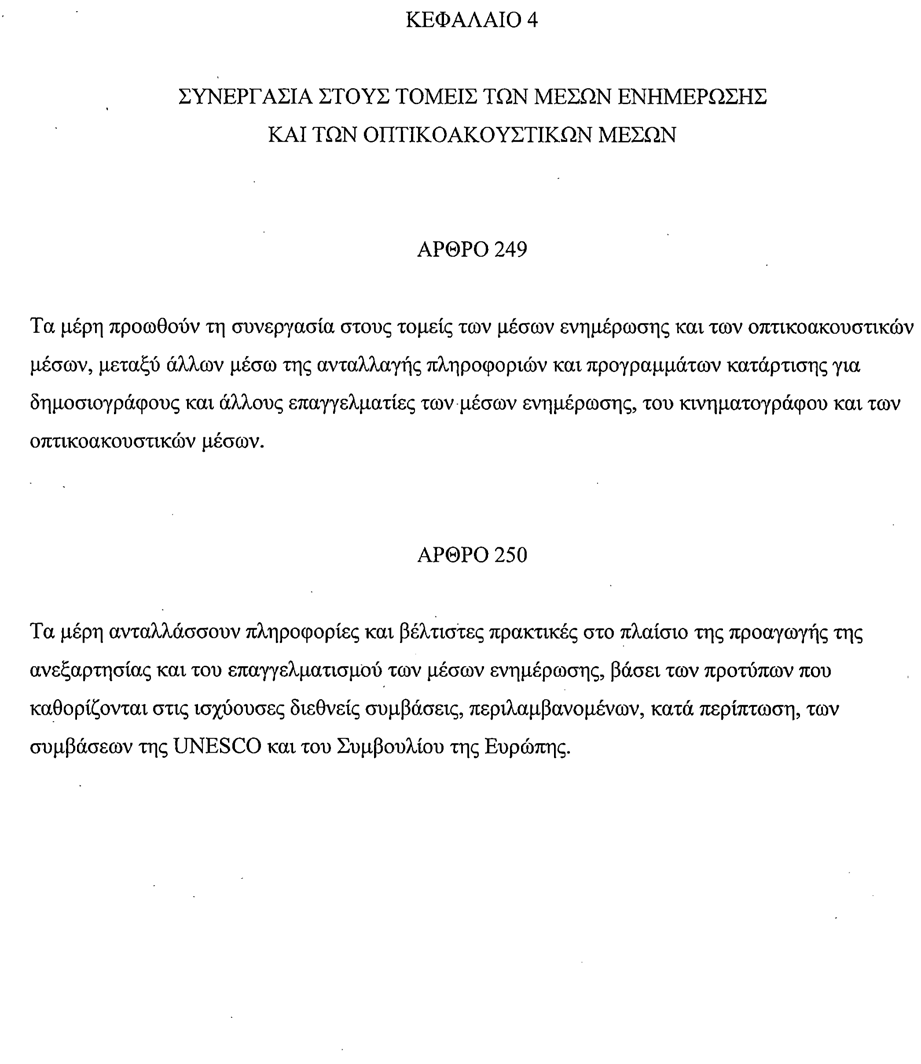 ΚΕΦΑΛΑΙΟ 4
ΣΥΝΕΡΓΑΣΙΑ ΣΤΟΥΣ ΤΟΜΕΙΣ ΤΩΝ ΜΕΣΩΝ ΕΝΗΜΕΡΩΣΗΣ
ΚΑΙ ΤΩΝ ΟΠΤΙΚΟΑΚΟΥΣΤΙΚΩΝ ΜΕΣΩΝ
ΑΡΘΡΟ 249
Τα μέρη προωθούν τη συνεργασία στους τομείς των μέσων ενημέρωσης και των οπτικοακουστικών
μέσων, μεταξύ άλλων μέσω της ανταλλαγής πληροφοριών και προγραμμάτων κατάρτισης για
δημοσιογράφους και άλλους επαγγελματίες των μέσων ενημέρωσης, του κινηματογράφου και των
οπτικοακουστικών μέσων.
ΑΡΘΡΟ 250
Τα μέρη ανταλλάσσουν πληροφορίες και βέλτιστες πρακτικές στο πλαίσιο της προαγωγής της
ανεξαρτησίας και του επαγγελματισμού των μέσων ενημέρωσης, βάσει των προτύπων που
καθορίζονται στις ισχύουσες διεθνείς συμβάσεις, περιλαμβανομένων, κατά περίπτωση, των
συμβάσεων της UNESCO και του Συμβουλίου της Ευρώπης.